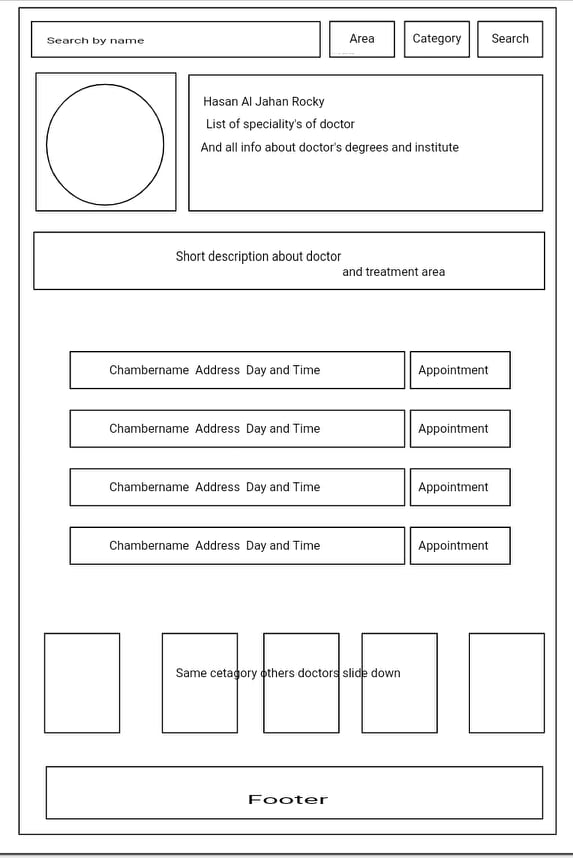 Search by name
Area
Category
Search
Hasan Al Jahan Rocky
List of speciality's of doctor
And all info about doctor's degrees and institute
Short description about doctor
and treatment area
Chambername Address Day and Time
Appointment
Chambername Address Day and Time
Appointment
Chambername Address Day and Time
Appointment
Chambername Address Day and Time
Appointment
Same cetagory others doctors slide down
Footer